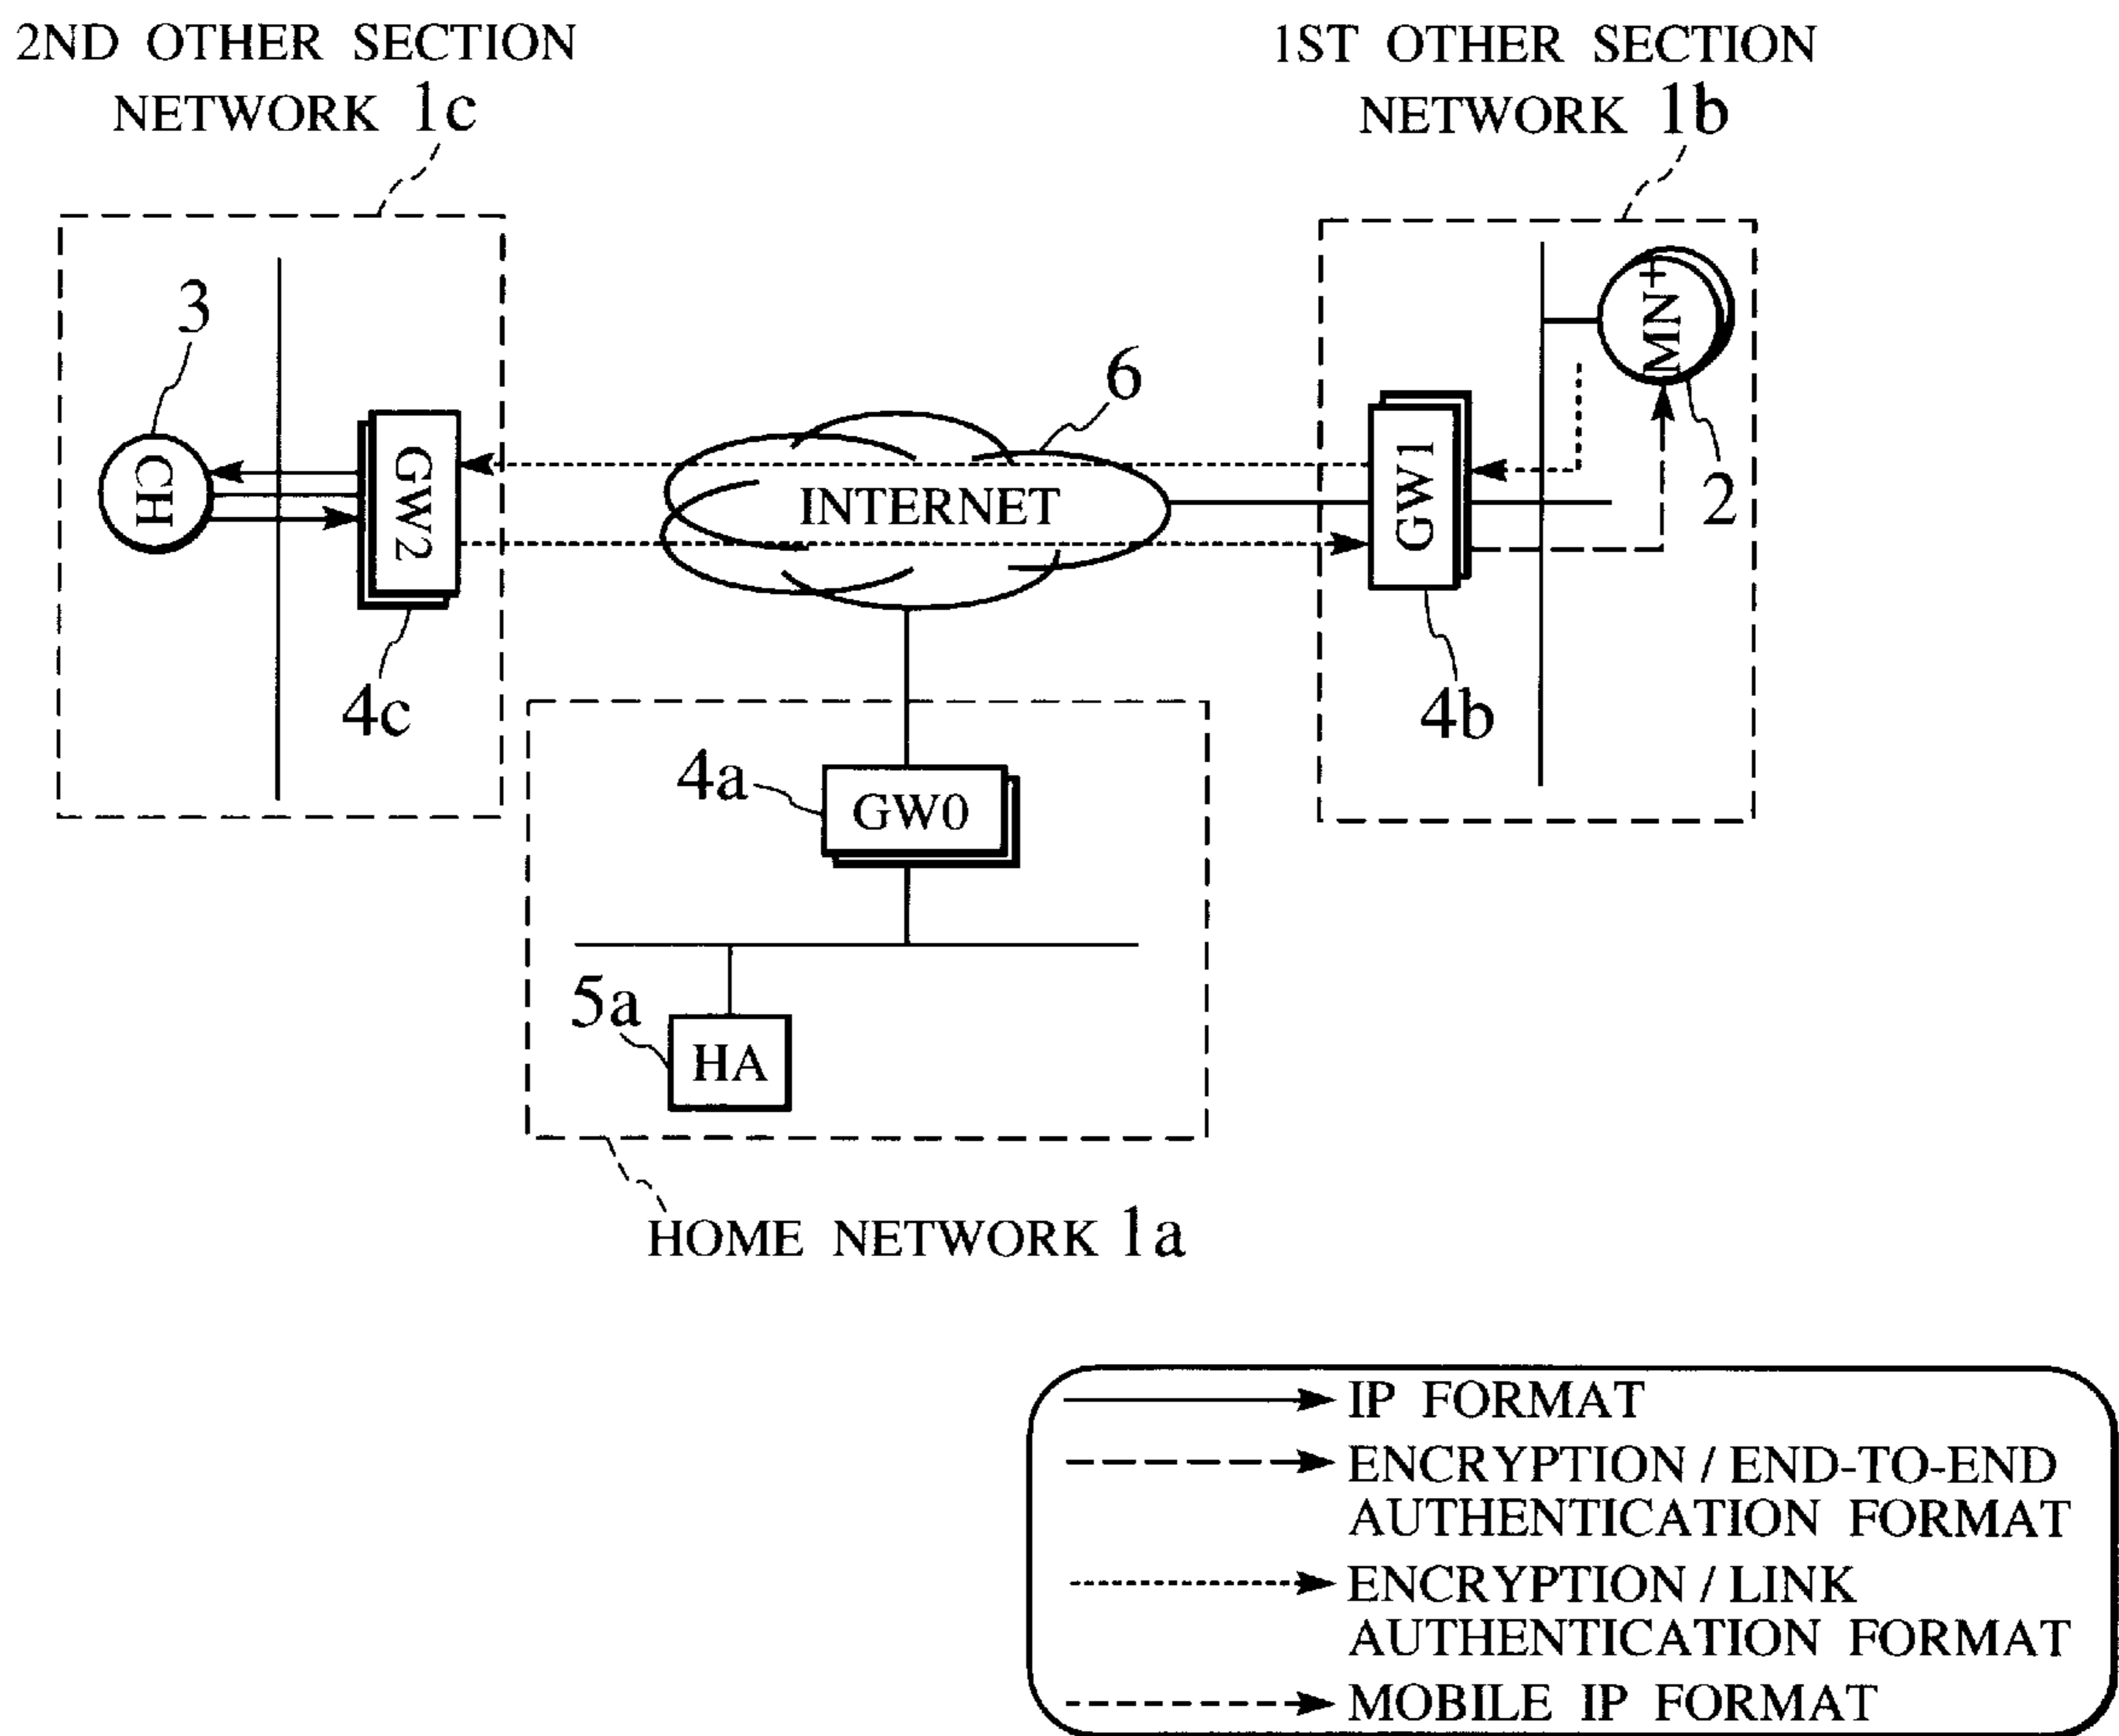 2ND OTHER SECTION
NETWORK 1c
1ST OTHER SECTION
NETWORK 1b
3
CH
GW2
4c
6
INTERNET
GW1
4b
MN+
2
4a
GW0
5a
HA
HOME NETWORK 1a
IP FORMAT
ENCRYPTION / END-TO-END
AUTHENTICATION FORMAT
ENCRYPTION / LINK
AUTHENTICATION FORMAT
MOBILE IP FORMAT